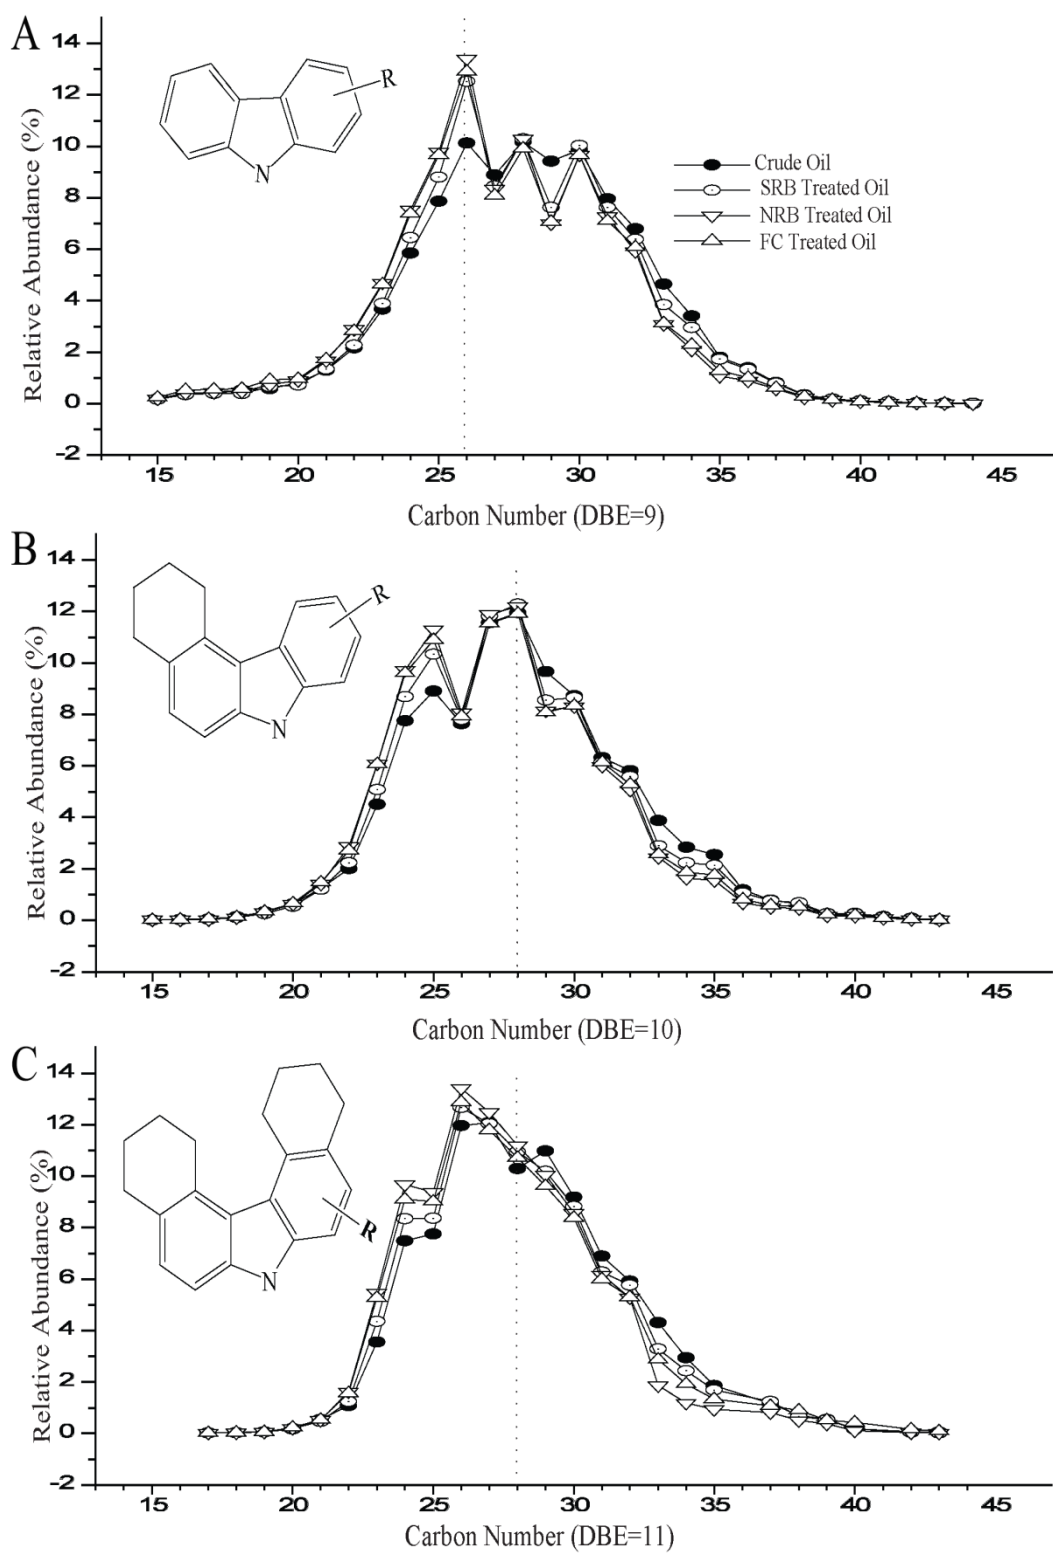 A
14
12
10
8
6
4
2
0
-2
Relative Abundance (%)
R
N
Crude Oil
SRB Treated Oil
NRB Treated Oil
FC Treated Oil
15 20 25 30 35 40 45
Carbon Number (DBE=9)
B
14
12
10
8
6
4
2
0
-2
Relative Abundance (%)
R
N
15 20 25 30 35 40 45
Carbon Number (DBE=10)
C
14
12
10
8
6
4
2
0
-2
Relative Abundance (%)
R
N
15 20 25 30 35 40 45
Carbon Number (DBE=11)